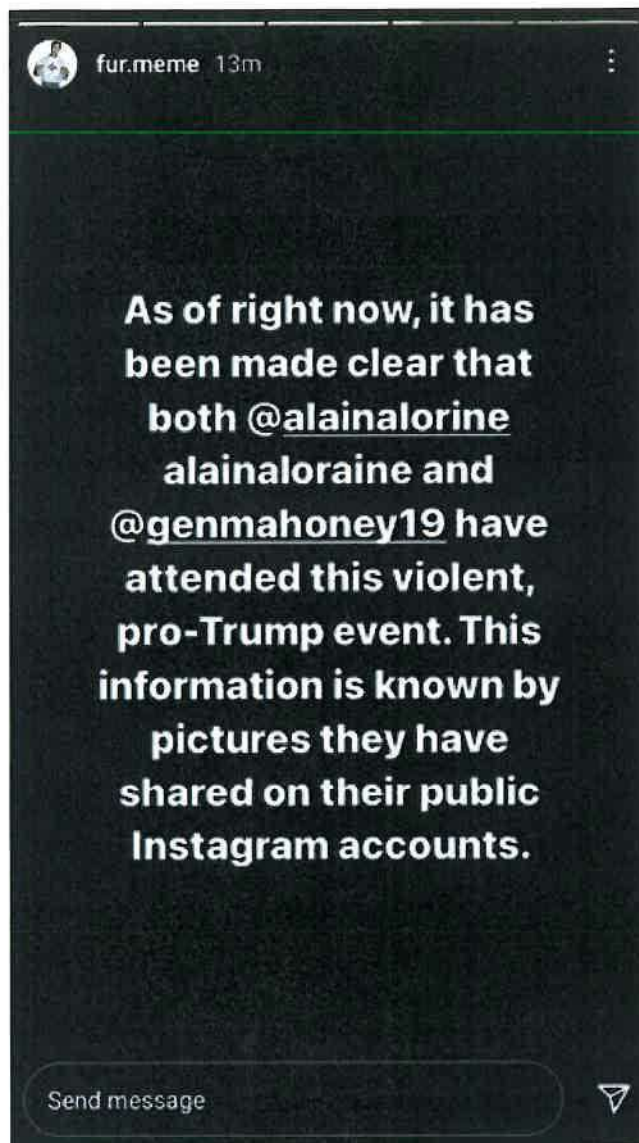 fur.meme 13m
As of right now, it has
been made clear that
both @alainalorine
alainaloraine and
@genmahoney19 have
attended this violent,
pro-Trump event. This
information is known by
pictures they have
shared on their public
Instagram accounts.
Send message